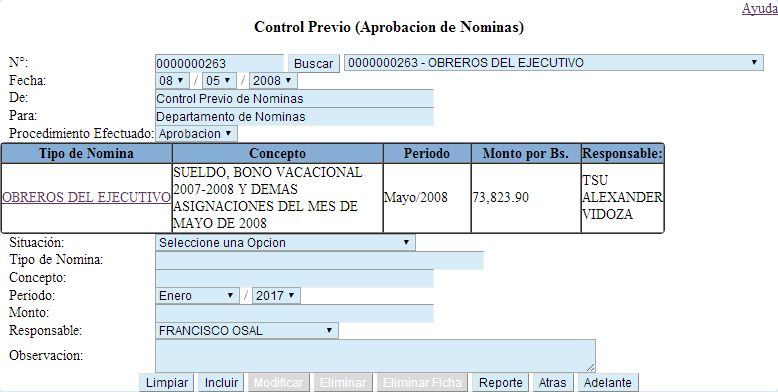 Ayuda
Control Previo (Aprobacion de Nominas)
N°: 0000000263 Buscar 0000000263 - OBREROS DEL EJECUTIVO
Fecha: 08 / 05 / 2008
De: Control Previo de Nominas
Para: Departamento de Nominas
Procedimiento Efectuado: Aprobacion
Tipo de Nomina Concepto Periodo Monto por Bs. Responsable:
OBREROS DEL EJECUTIVO
SUELDO, BONO VACACIONAL
2007-2008 Y DEMAS
ASIGNACIONES DEL MES DE
MAYO DE 2008
Mayo/2008
73,823.90
TSU
ALEXANDER
VIDOZA
Situación: Seleccione una Opcion
Tipo de Nomina:
Concepto:
Periodo: Enero / 2017
Monto:
Responsable: FRANCISCO OSAL
Observacion:
Limpiar Incluir Modificar Eliminar Eliminar Ficha Reporte Atras Adelante